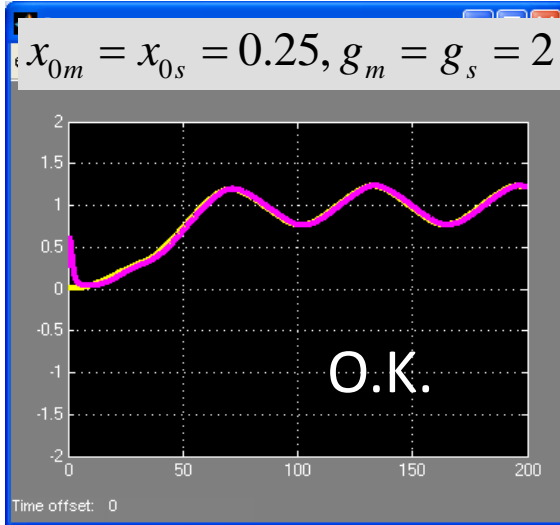 x_{0m} = x_{0s} = 0.25, g_m = g_s = 2
2
1.5
1
0.5
0
-0.5
-1
-1.5
-2
O.K.
0 50 100 150 200
Time offset: 0